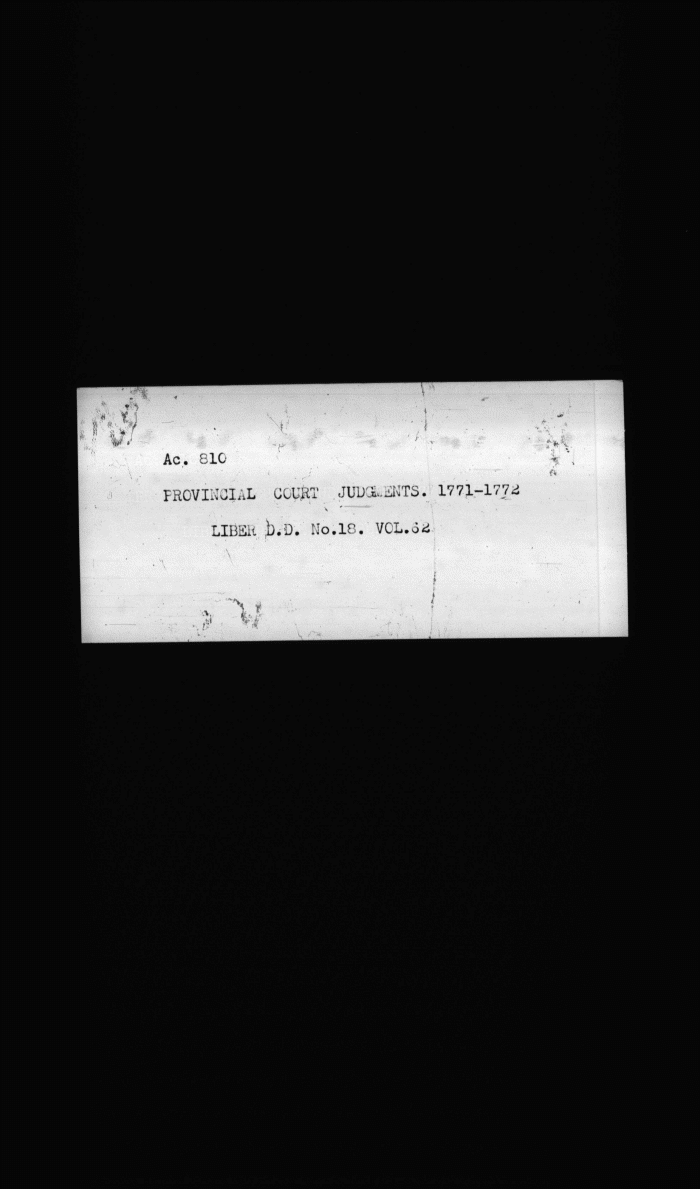 Ac. 810
PROVINCIAL COURT JUDGMENTS. 1771-1772
LIBER D.D. No.18. VOL.62